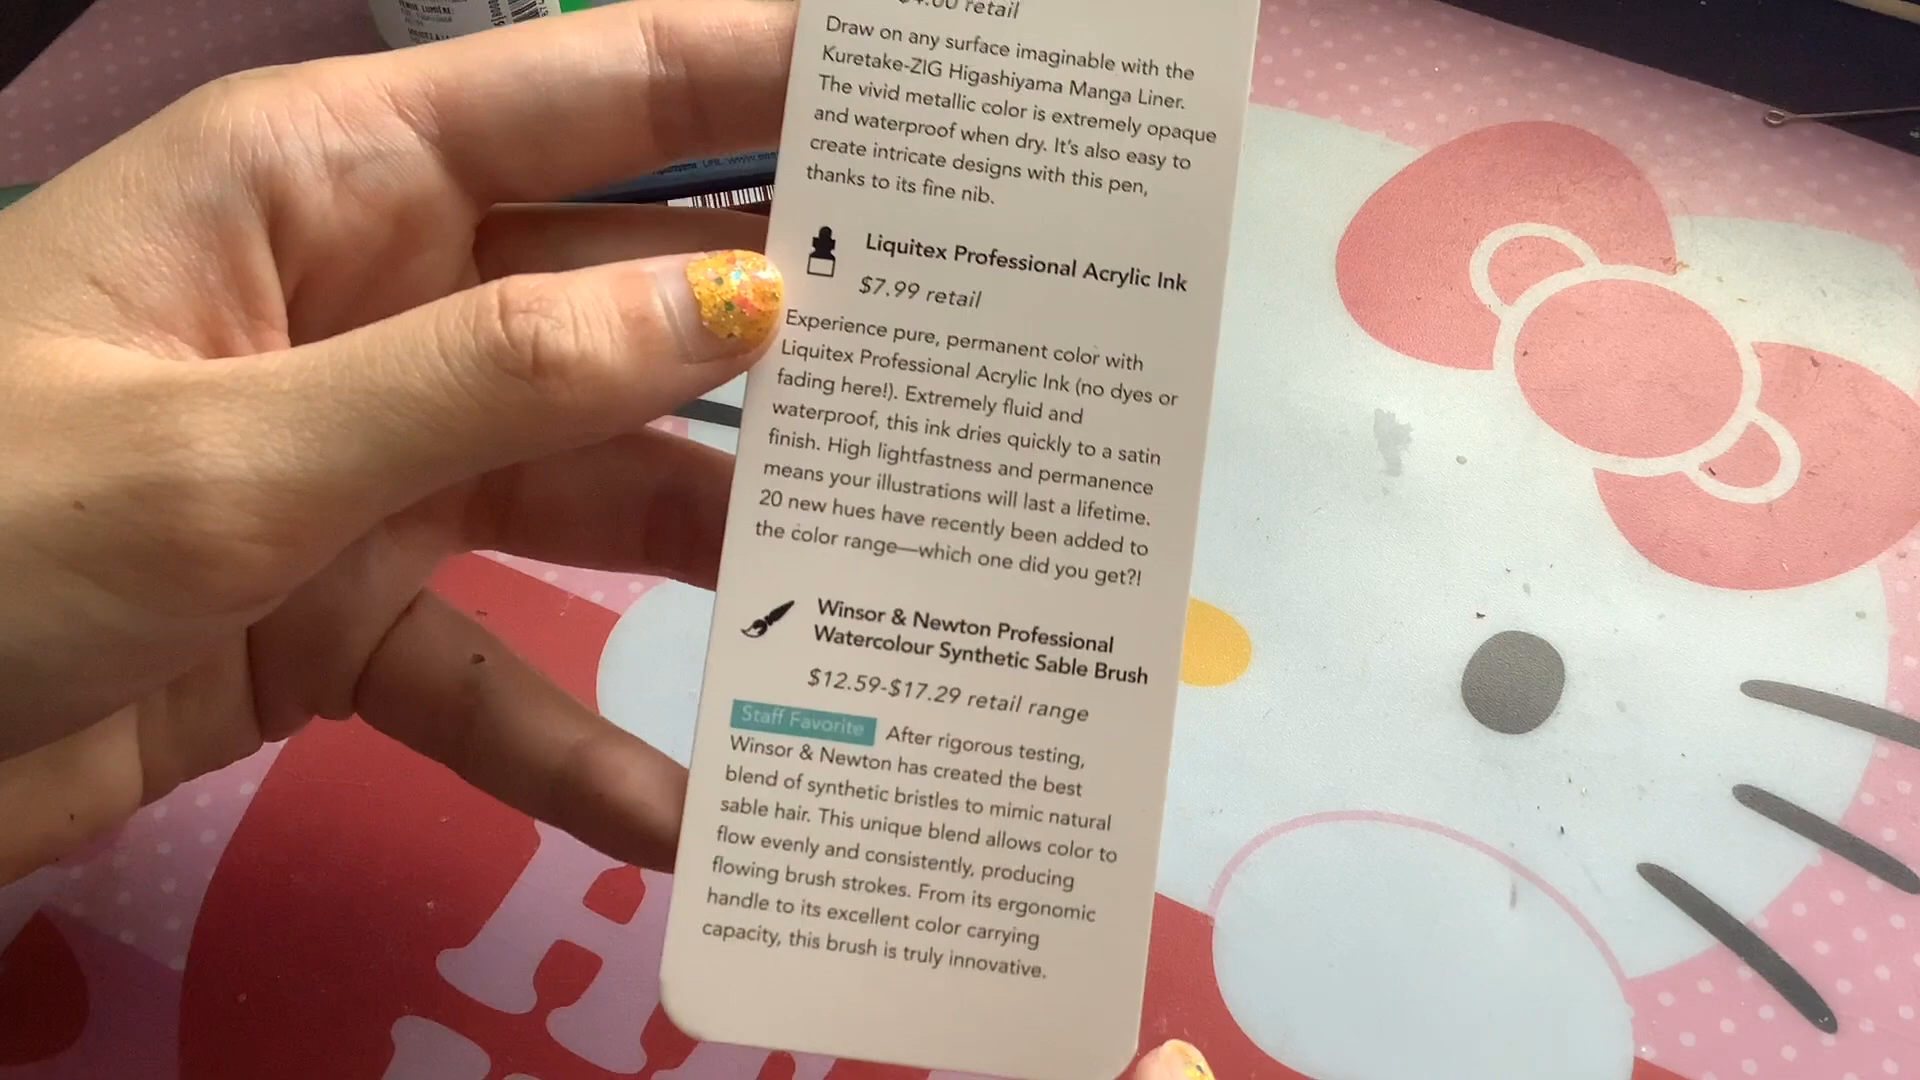 $4.00 retail
Draw on any surface imaginable with the
Kuretake-ZIG Higashiyama Manga Liner.
The vivid metallic color is extremely opaque
and waterproof when dry. It's also easy to
create intricate designs with this pen,
thanks to its fine nib.
Liquitex Professional Acrylic Ink
$7.99 retail
Experience pure, permanent color with
Liquitex Professional Acrylic Ink (no dyes or
fading here!). Extremely fluid and
waterproof, this ink dries quickly to a satin
finish. High lightfastness and permanence
means your illustrations will last a lifetime.
20 new hues have recently been added to
the color range—which one did you get?!
Winsor & Newton Professional
Watercolour Synthetic Sable Brush
$12.59-$17.29 retail range
Staff Favorite After rigorous testing,
Winsor & Newton has created the best
blend of synthetic bristles to mimic natural
sable hair. This unique blend allows color to
flow evenly and consistently, producing
flowing brush strokes. From its ergonomic
handle to its excellent color carrying
capacity, this brush is truly innovative.